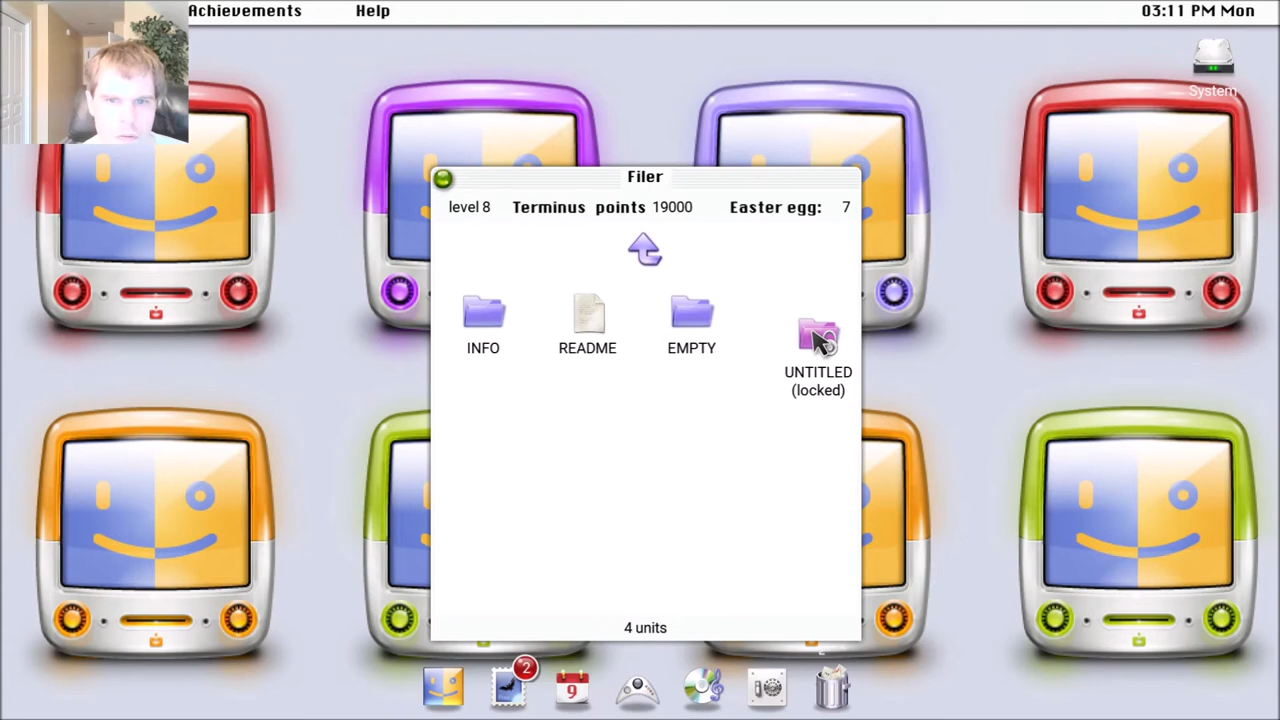 Achievements Help 03:11 PM Mon
System
Filer
level 8 Terminus points 19000 Easter egg: 7
INFO README EMPTY
UNTITLED
(locked)
4 units
2
9